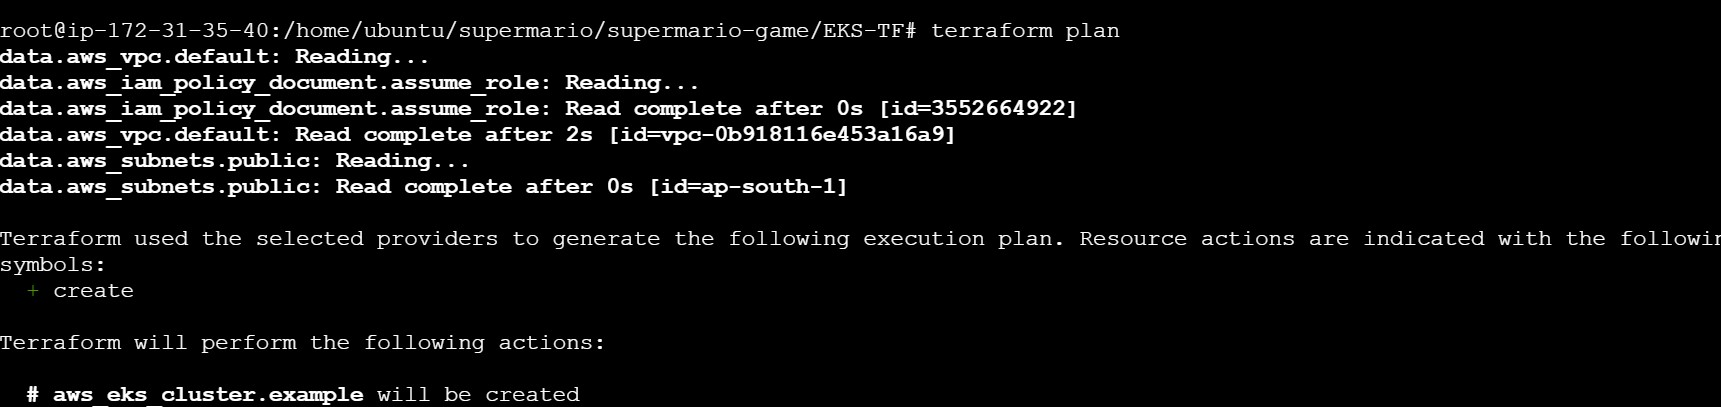 root@ip-172-31-35-40:/home/ubuntu/supermario/supermario-game/EKS-TF# terraform plan
data.aws_vpc.default: Reading...
data.aws_iam_policy_document.assume_role: Reading...
data.aws_iam_policy_document.assume_role: Read complete after 0s [id=3552664922]
data.aws_vpc.default: Read complete after 2s [id=vpc-0b918116e453a16a9]
data.aws_subnets.public: Reading...
data.aws_subnets.public: Read complete after 0s [id=ap-south-1]
Terraform used the selected providers to generate the following execution plan. Resource actions are indicated with the followin
symbols:
+ create
Terraform will perform the following actions:
# aws_eks_cluster.example will be created